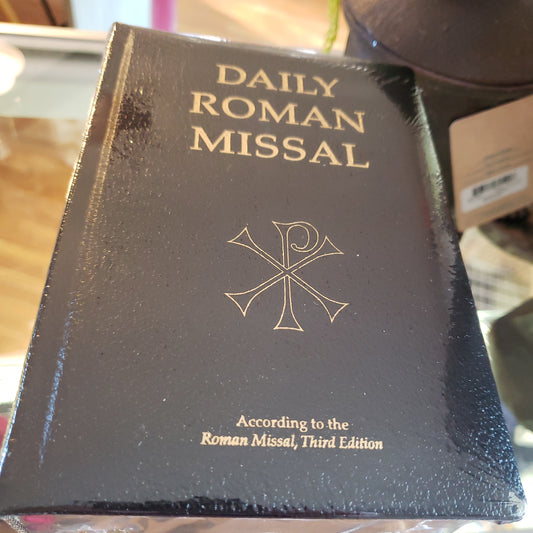 DAILY
ROMAN
MISSAL
According to the
Roman Missal, Third Edition